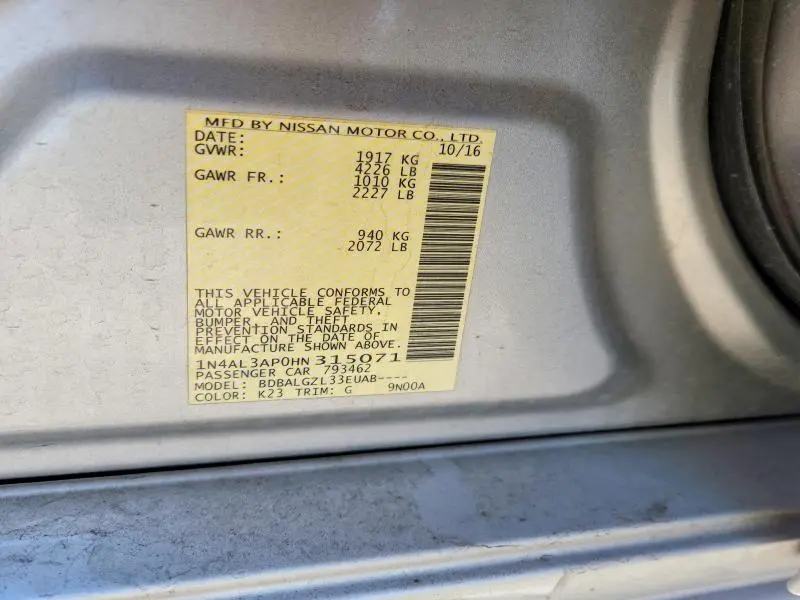 MFD BY NISSAN MOTOR CO., LTD.
DATE: 10/16
GVWR: 1917 KG
4226 LB
GAWR FR.: 1010 KG
2227 LB
GAWR RR.: 940 KG
2072 LB
THIS VEHICLE CONFORMS TO
ALL APPLICABLE FEDERAL
MOTOR VEHICLE SAFETY,
BUMPER, AND THEFT
PREVENTION STANDARDS IN
EFFECT ON THE DATE OF
MANUFACTURE SHOWN ABOVE.
1N4AL3AP0HN315071
PASSENGER CAR 793462
MODEL: BDBALGZL33EUAB----
COLOR: K23 TRIM: G 9N00A